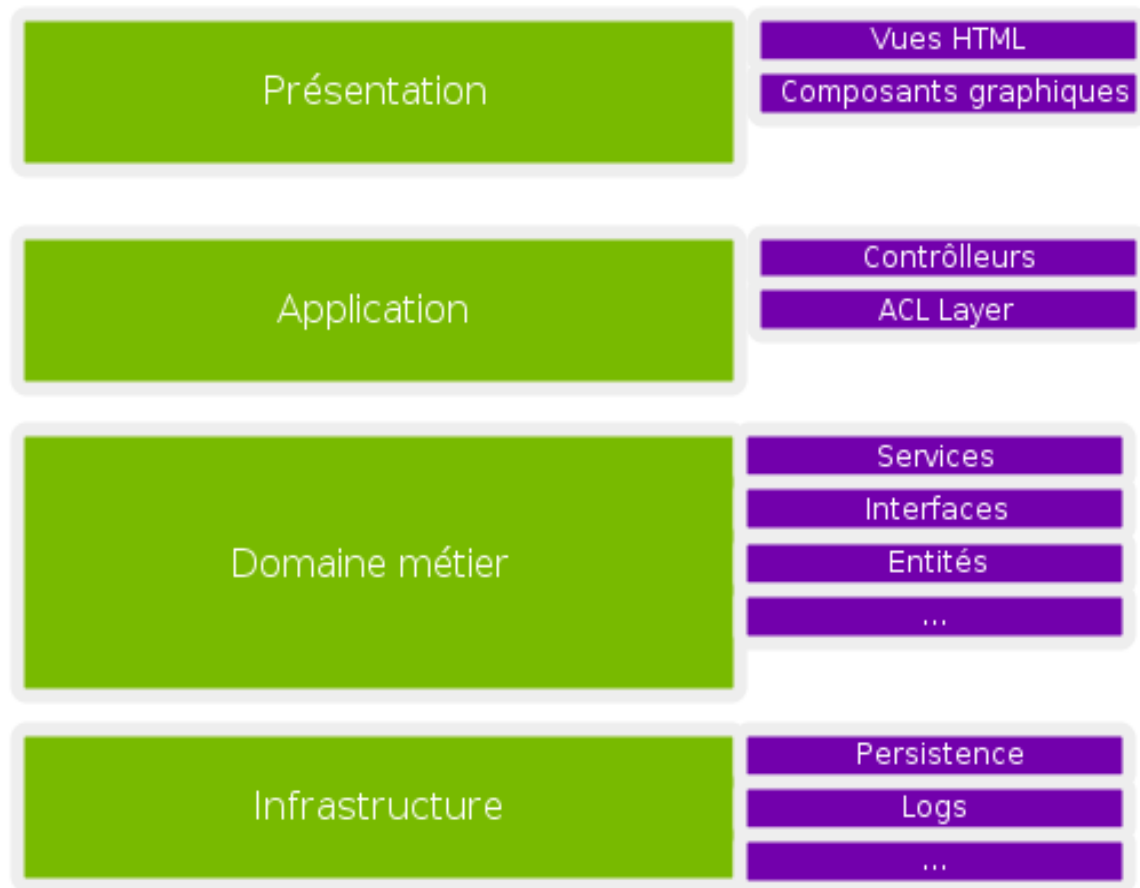 Présentation
Vues HTML
Composants graphiques
Application
Contrôlleurs
ACL Layer
Domaine métier
Services
Interfaces
Entités
...
Infrastructure
Persistence
Logs
...